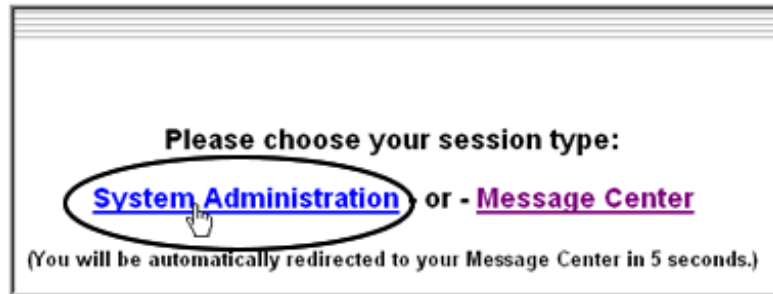 Please choose your session type:
System Administration - or - Message Center
(You will be automatically redirected to your Message Center in 5 seconds.)